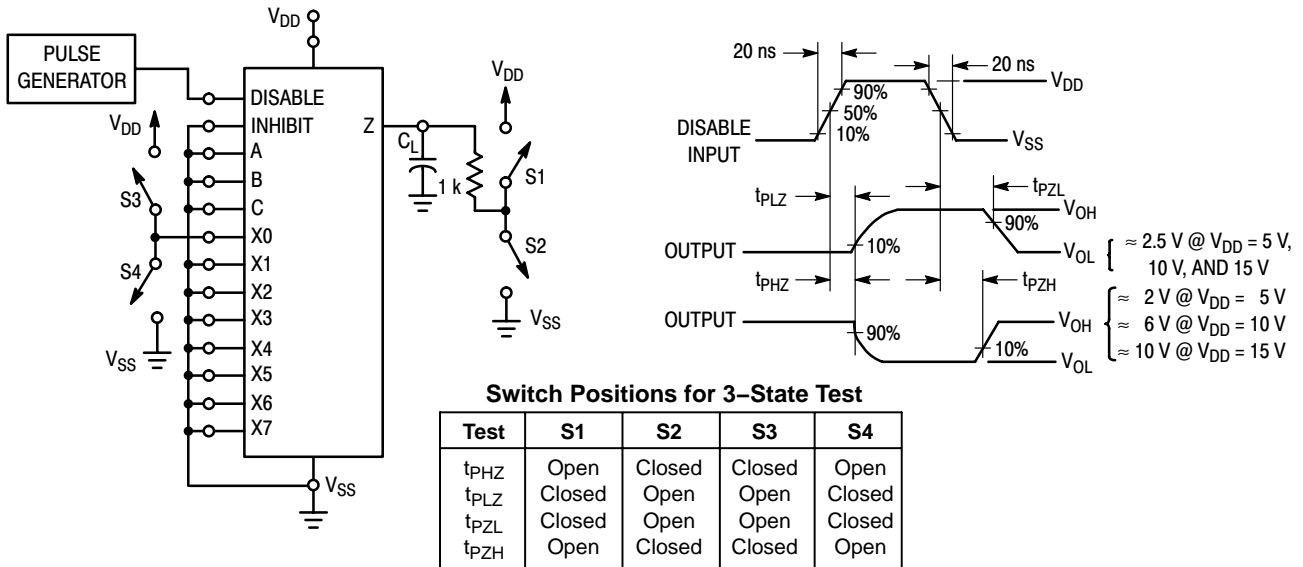 V_DD
PULSE
GENERATOR
V_DD
DISABLE
INHIBIT
A
B
C
X0
X1
X2
X3
X4
X5
X6
X7
Z
S3
S4
V_SS
V_SS
C_L
1 k
V_DD
S1
S2
V_SS
20 ns
20 ns
90%
50%
10%
V_DD
V_SS
DISABLE
INPUT
t_PLZ
t_PZL
V_OH
90%
V_OL
10%
OUTPUT
≈ 2.5 V @ V_DD = 5 V,
10 V, AND 15 V
t_PHZ
t_PZH
OUTPUT
90%
10%
V_OH
V_OL
≈ 2 V @ V_DD = 5 V
≈ 6 V @ V_DD = 10 V
≈ 10 V @ V_DD = 15 V
Switch Positions for 3–State Test
Test S1 S2 S3 S4
t_PHZ Open Closed Closed Open
t_PLZ Closed Open Open Closed
t_PZL Closed Open Open Closed
t_PZH Open Closed Closed Open